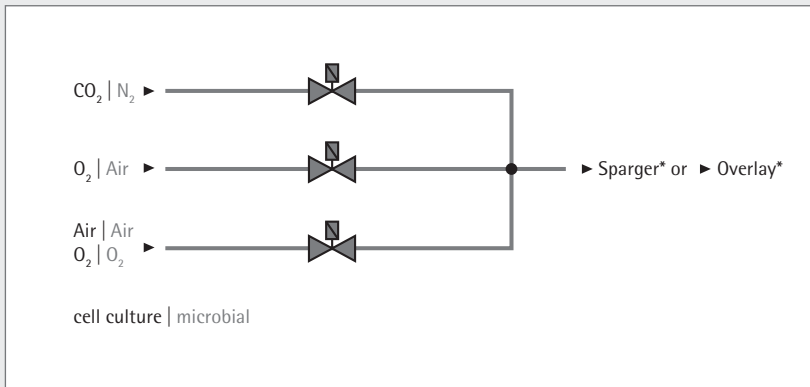 CO₂ | N₂ ►
O₂ | Air ►
► Sparger* or ► Overlay*
Air | Air
O₂ | O₂ ►
cell culture | microbial